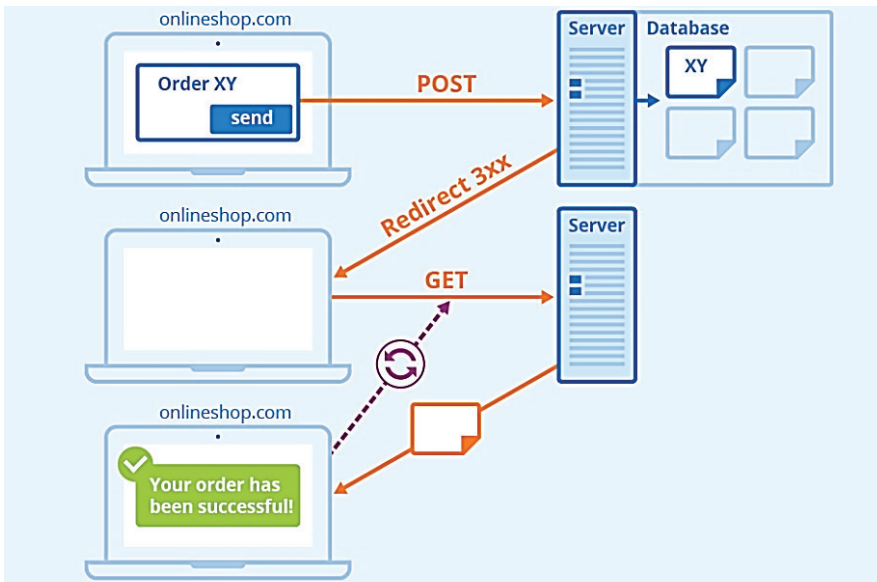 onlineshop.com
Server
Database
Order XY
send
POST
XY
Redirect 3xx
onlineshop.com
Server
GET
onlineshop.com
Your order has
been successful!